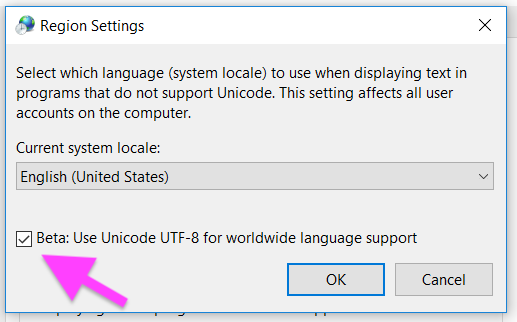 Region Settings
Select which language (system locale) to use when displaying text in
programs that do not support Unicode. This setting affects all user
accounts on the computer.
Current system locale:
English (United States)
Beta: Use Unicode UTF-8 for worldwide language support
OK
Cancel